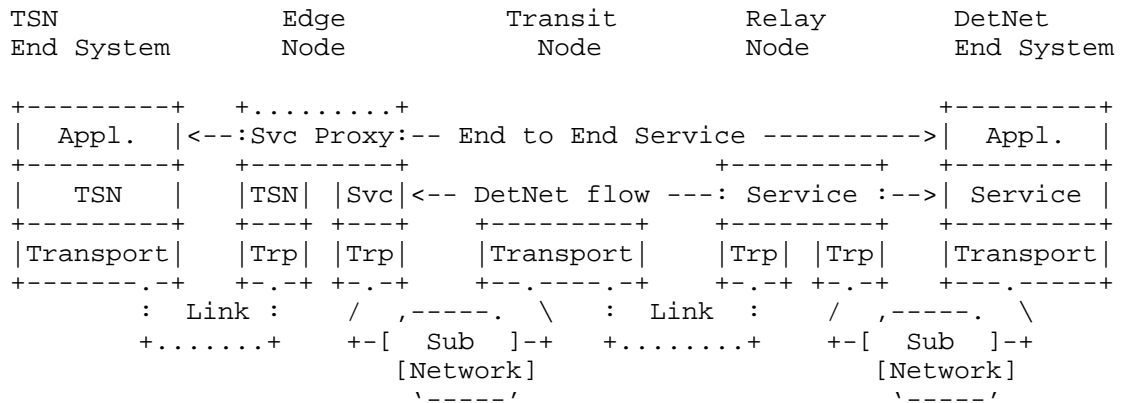 TSN                 Edge              Transit           Relay            DetNet
End System          Node                Node            Node             End System

+---------+    +.........+                                      +---------+
|  Appl.  |<--:Svc Proxy:-- End to End Service ---------->|  Appl.  |
+---------+    +---------+                   +---------+    +---------+
|   TSN   |    |TSN| |Svc|<-- DetNet flow ---: Service :-->| Service |
+---------+    +---+ +---+    +---------+    +---------+    +---------+
|Transport|    |Trp| |Trp|    |Transport|    |Trp| |Trp|    |Transport|
+-------.-+    +-.-+ +-.-+    +--.----.-+    +-.-+ +-.-+    +---.-----+
:  Link :    /  ,-----.  \   :  Link  :    /  ,-----.  \
+.......+    +-[  Sub  ]-+   +........+    +-[  Sub  ]-+
[Network]                     [Network]
`-----'                       `-----'